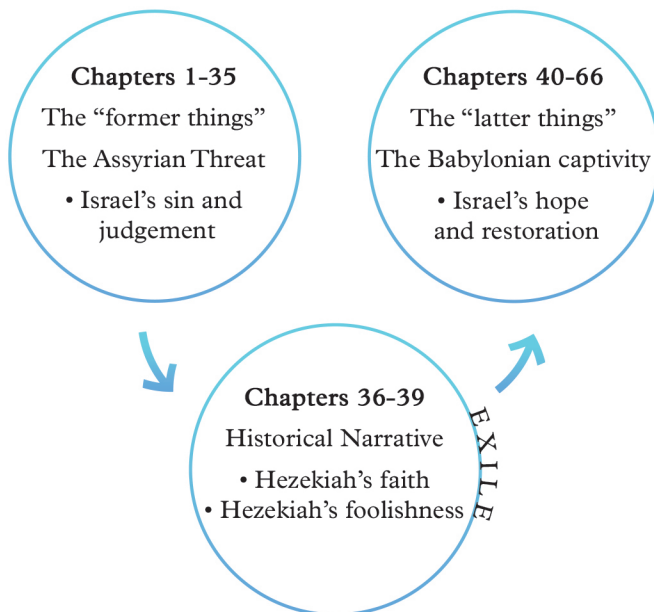 Chapters 1-35
The “former things”
The Assyrian Threat
• Israel’s sin and
judgement
Chapters 40-66
The “latter things”
The Babylonian captivity
• Israel’s hope
and restoration
Chapters 36-39
Historical Narrative
• Hezekiah’s faith
• Hezekiah’s foolishness
EXILE